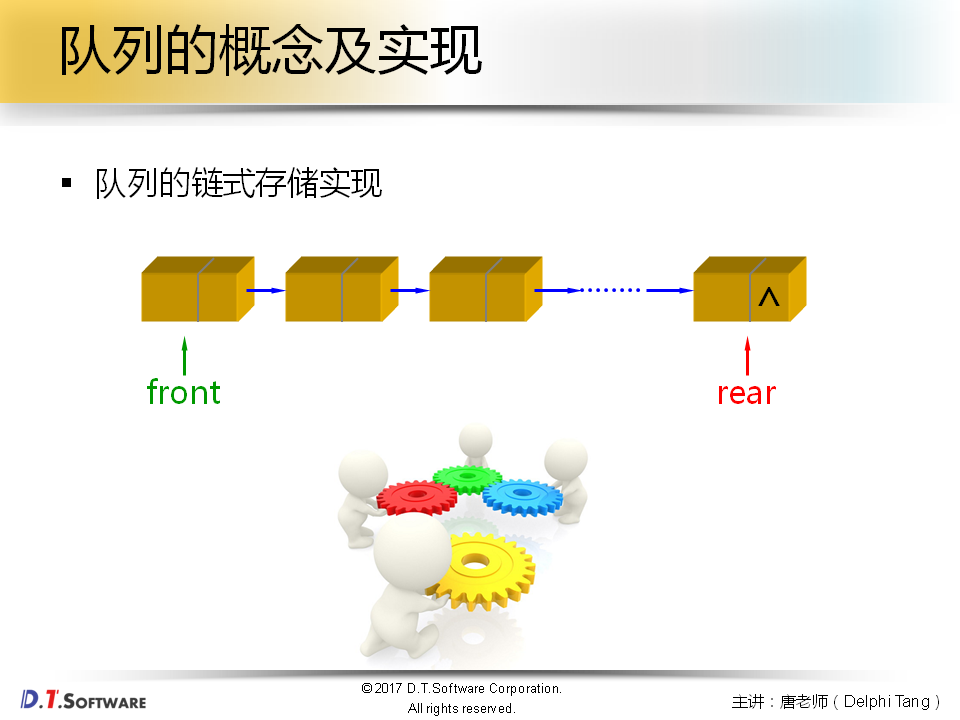 队列的概念及实现
队列的链式存储实现
^
front
rear
D.T.SOFTWARE
©2017 D.T.Software Corporation.
All rights reserved.
主讲：唐老师（Delphi Tang）